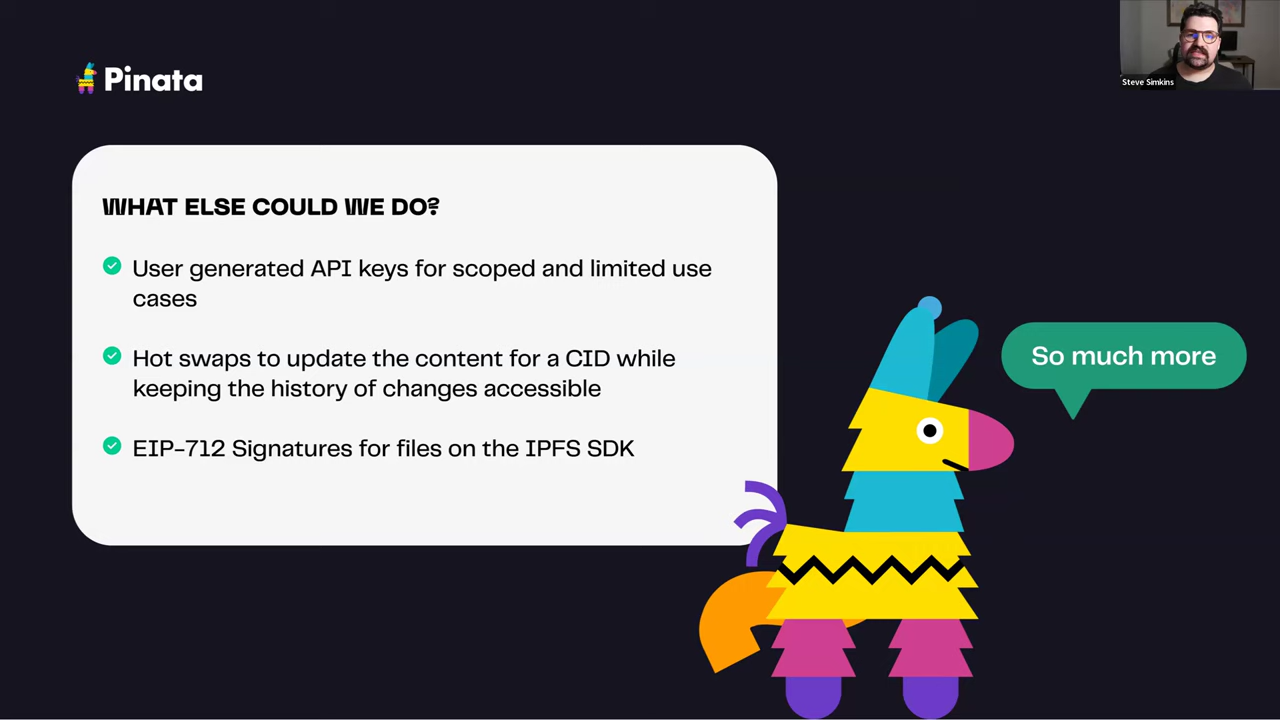 Pinata
Steve Simkins
WHAT ELSE COULD WE DO?
User generated API keys for scoped and limited use
cases
Hot swaps to update the content for a CID while
keeping the history of changes accessible
EIP-712 Signatures for files on the IPFS SDK
So much more